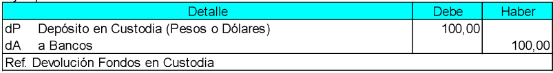 Detalle Debe Haber
dP Depósito en Custodia (Pesos o Dólares) 100,00
dA a Bancos 100,00
Ref. Devolución Fondos en Custodia